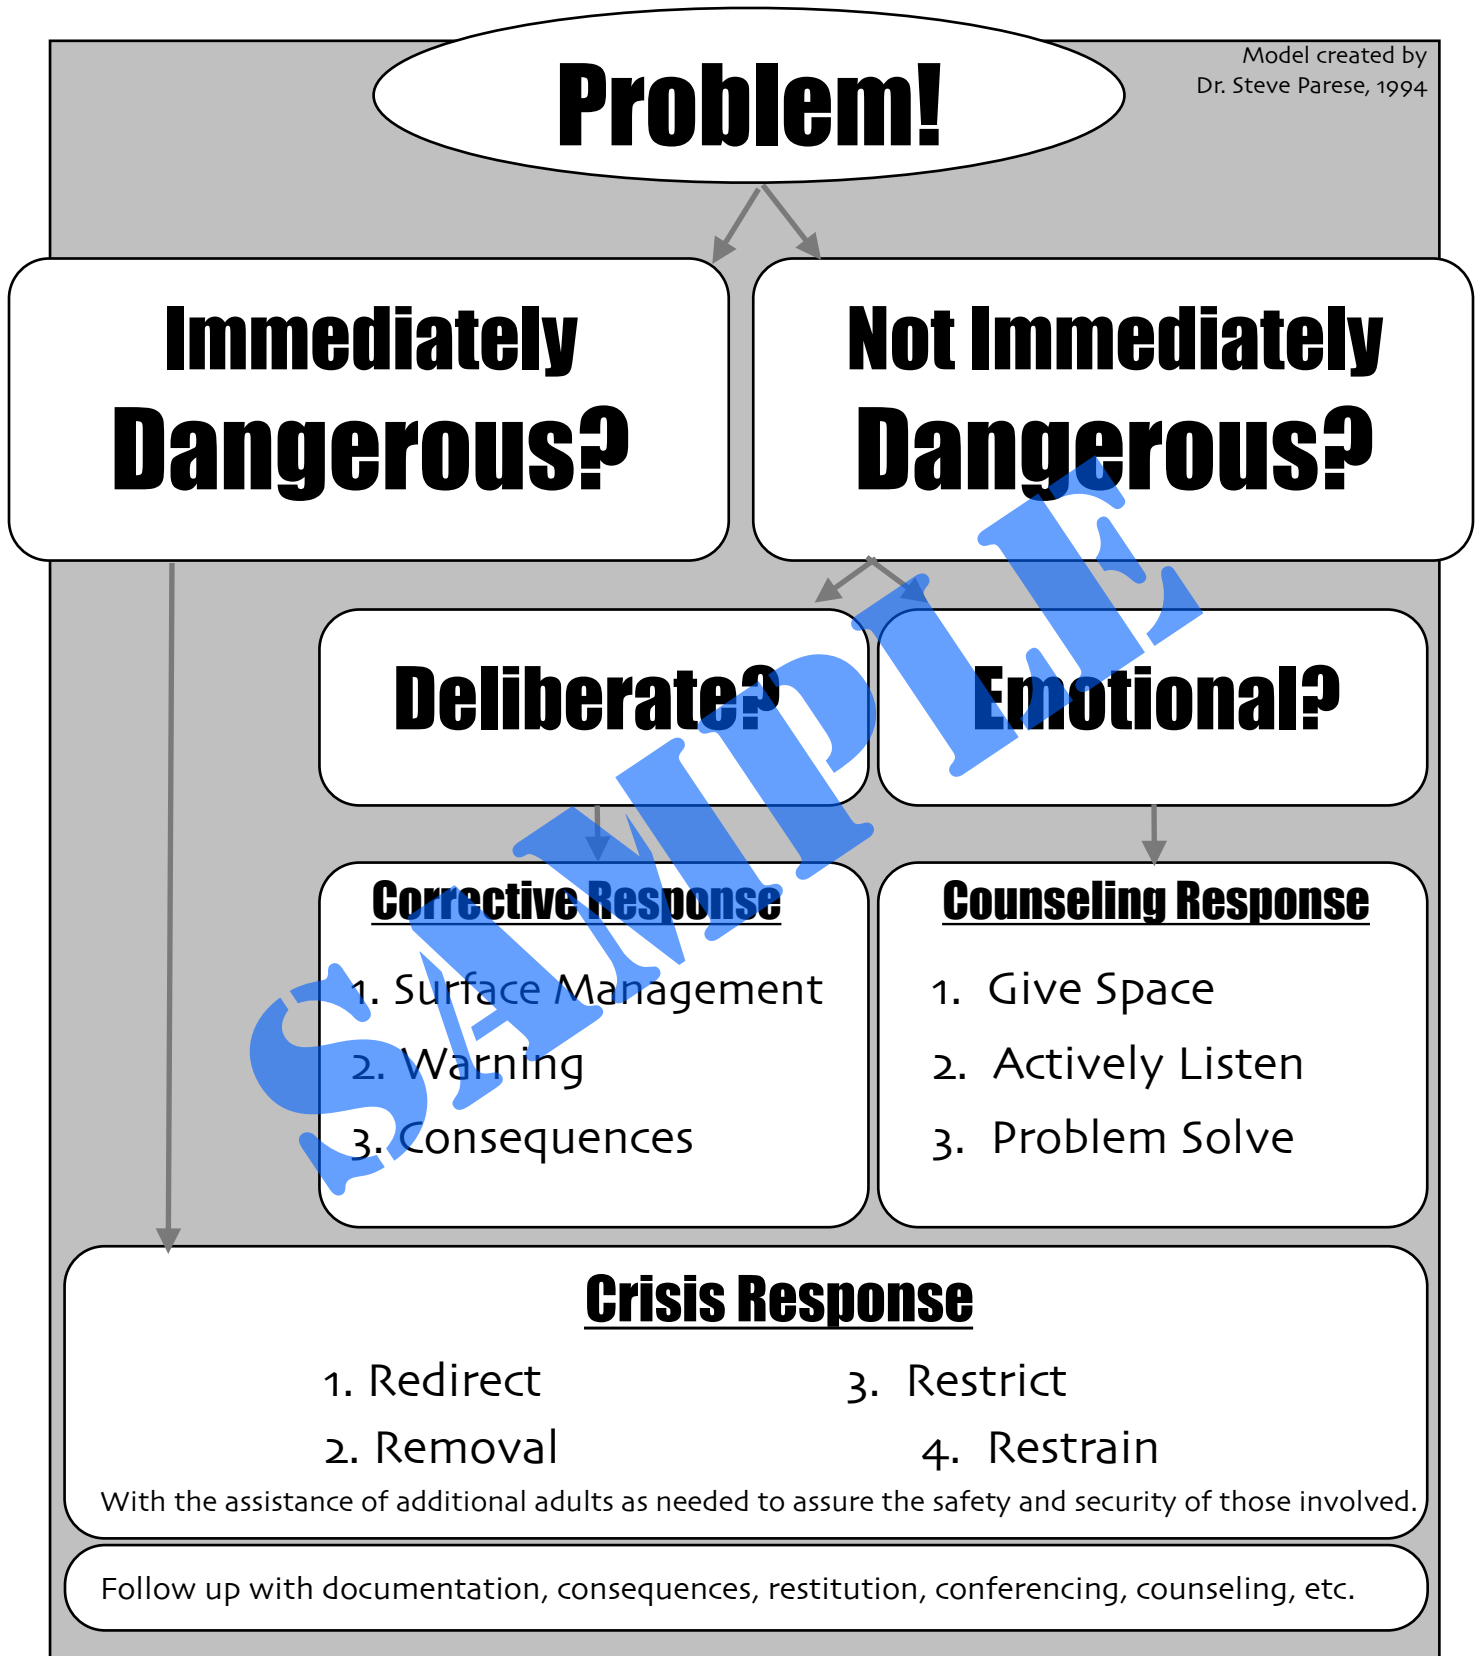 Model created by
Dr. Steve Parese, 1994
Problem!
Immediately
Dangerous?
Not Immediately
Dangerous?
Deliberate?
Emotional?
Corrective Response
1. Surface Management
2. Warning
3. Consequences
Counseling Response
1. Give Space
2. Actively Listen
3. Problem Solve
SAMPLE
Crisis Response
1. Redirect
2. Removal
3. Restrict
4. Restrain
With the assistance of additional adults as needed to assure the safety and security of those involved.
Follow up with documentation, consequences, restitution, conferencing, counseling, etc.